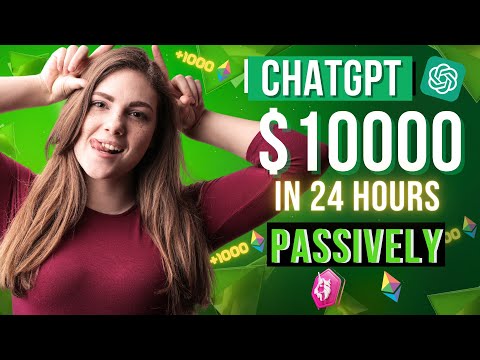 +1000
CHATGPT
$10000
IN 24 HOURS
PASSIVELY
+1000
+1000